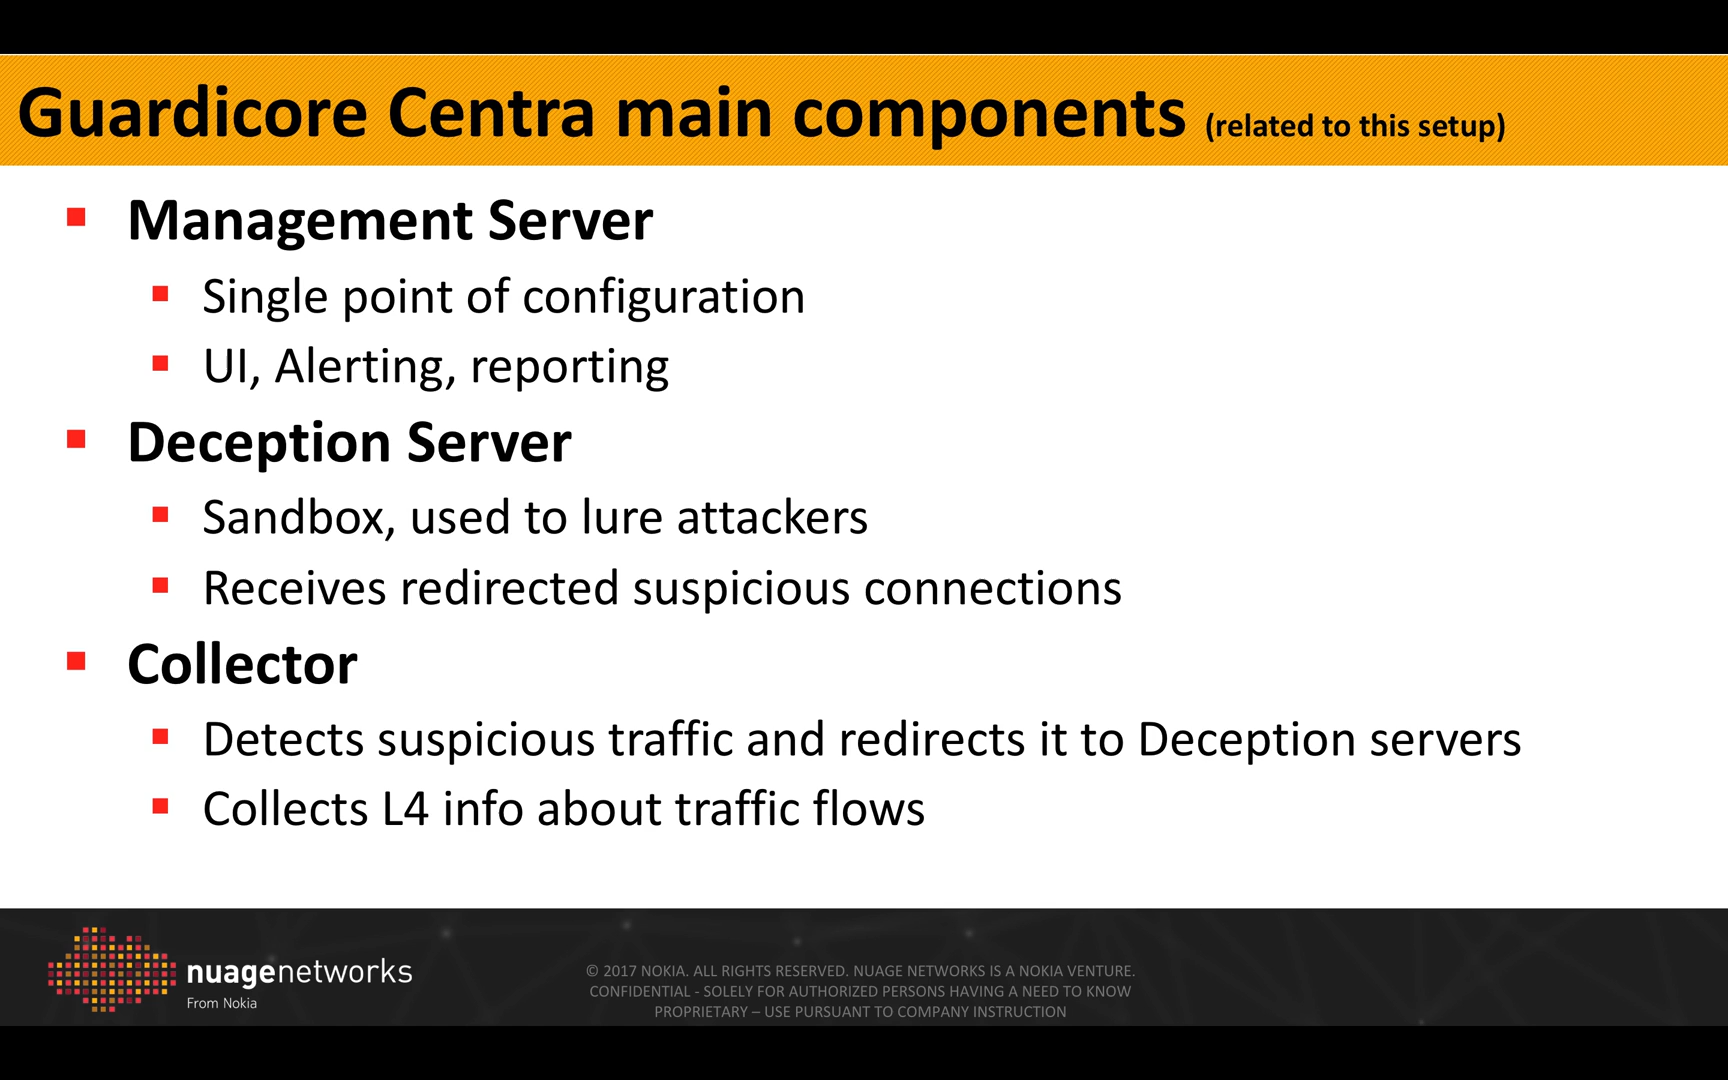 Guardicore Centra main components (related to this setup)
Management Server
Single point of configuration
UI, Alerting, reporting
Deception Server
Sandbox, used to lure attackers
Receives redirected suspicious connections
Collector
Detects suspicious traffic and redirects it to Deception servers
Collects L4 info about traffic flows
nuagenetworks
From Nokia
© 2017 NOKIA. ALL RIGHTS RESERVED. NUAGE NETWORKS IS A NOKIA VENTURE.
CONFIDENTIAL - SOLELY FOR AUTHORIZED PERSONS HAVING A NEED TO KNOW
PROPRIETARY – USE PURSUANT TO COMPANY INSTRUCTION